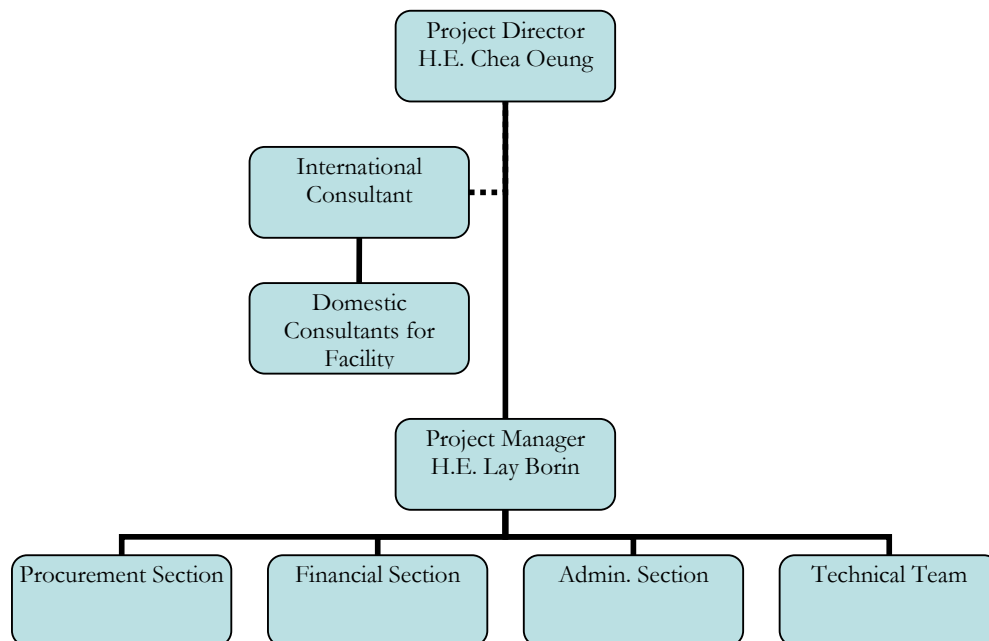 Project Director
H.E. Chea Oeung
International
Consultant
Domestic
Consultants for
Facility
Project Manager
H.E. Lay Borin
Procurement Section
Financial Section
Admin. Section
Technical Team